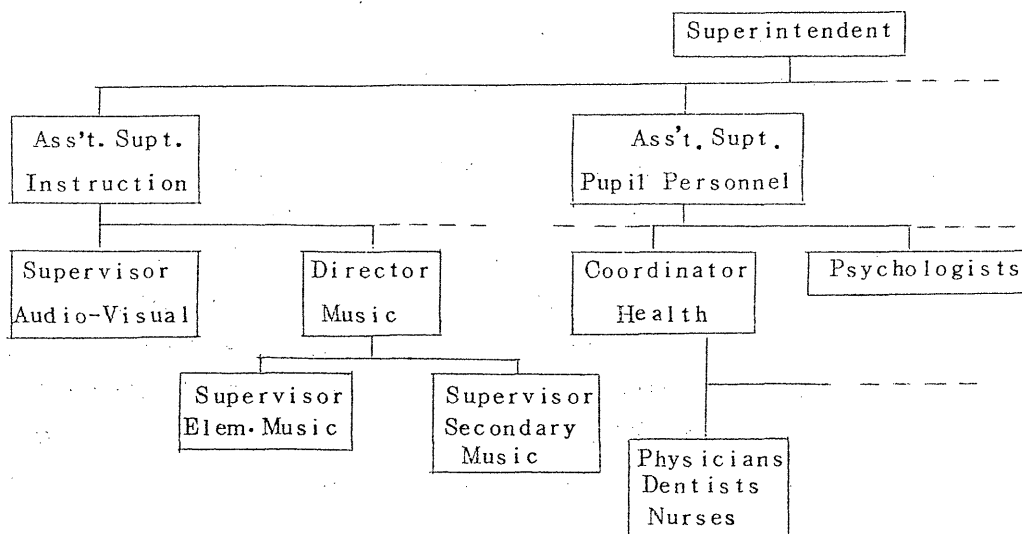 Superintendent
Ass't. Supt.
Instruction
Ass't. Supt.
Pupil Personnel
Supervisor
Audio-Visual
Director
Music
Coordinator
Health
Psychologists
Supervisor
Elem. Music
Supervisor
Secondary
Music
Physicians
Dentists
Nurses